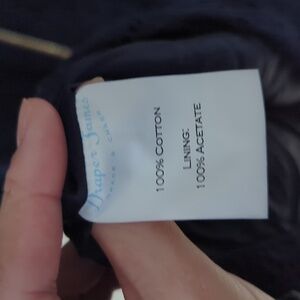 Draper James
100% COTTON
LINING:
100% ACETATE